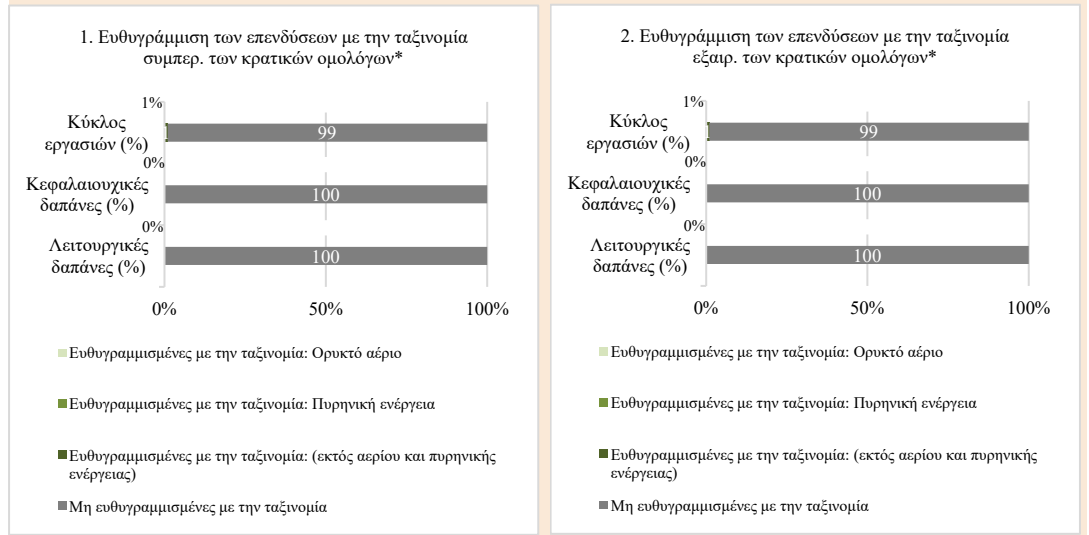 1. Ευθυγράμμιση των επενδύσεων με την ταξινομία
συμπερ. των κρατικών ομολόγων*
1%
Κύκλος
εργασιών (%)
99
0%
Κεφαλαιουχικές
δαπάνες (%)
100
0%
Λειτουργικές
δαπάνες (%)
100
0% 50% 100%
Ευθυγραμμισμένες με την ταξινομία: Ορυκτό αέριο
Ευθυγραμμισμένες με την ταξινομία: Πυρηνική ενέργεια
Ευθυγραμμισμένες με την ταξινομία: (εκτός αερίου και πυρηνικής
ενέργειας)
Μη ευθυγραμμισμένες με την ταξινομία
2. Ευθυγράμμιση των επενδύσεων με την ταξινομία
εξαιρ. των κρατικών ομολόγων*
1%
Κύκλος
εργασιών (%)
99
0%
Κεφαλαιουχικές
δαπάνες (%)
100
0%
Λειτουργικές
δαπάνες (%)
100
0% 50% 100%
Ευθυγραμμισμένες με την ταξινομία: Ορυκτό αέριο
Ευθυγραμμισμένες με την ταξινομία: Πυρηνική ενέργεια
Ευθυγραμμισμένες με την ταξινομία: (εκτός αερίου και πυρηνικής
ενέργειας)
Μη ευθυγραμμισμένες με την ταξινομία